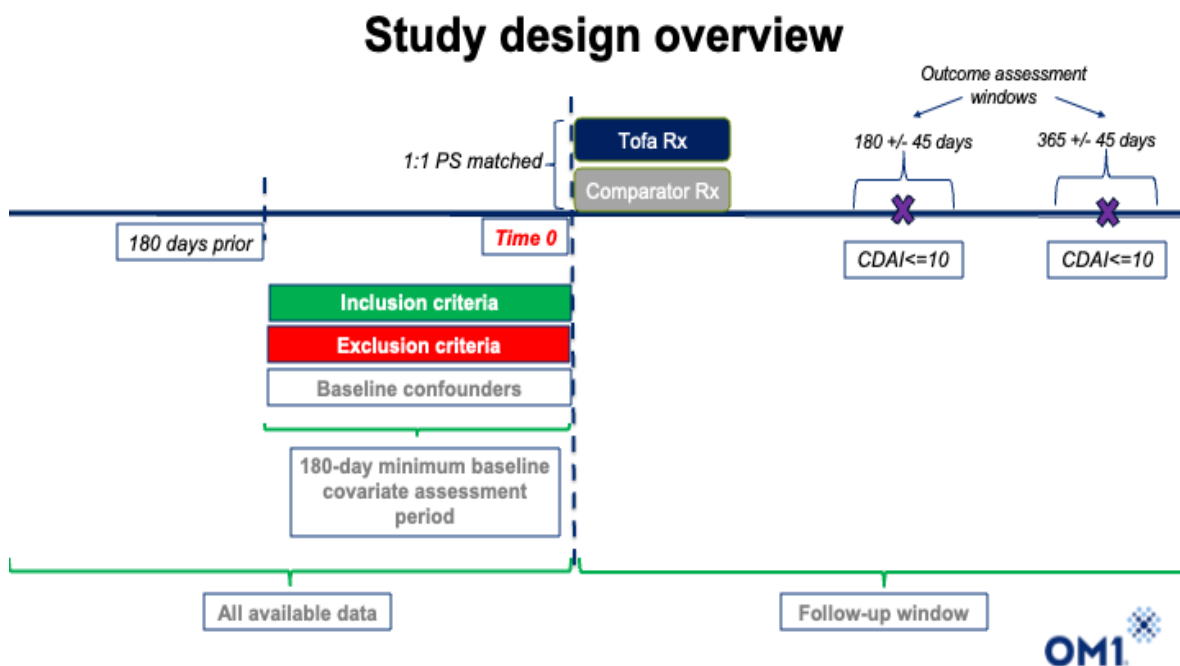 Study design overview
Outcome assessment
windows
1:1 PS matched
Tofa Rx
Comparator Rx
180 +/- 45 days
365 +/- 45 days
180 days prior
Time 0
CDAI<=10
CDAI<=10
Inclusion criteria
Exclusion criteria
Baseline confounders
180-day minimum baseline
covariate assessment
period
All available data
Follow-up window
OM1